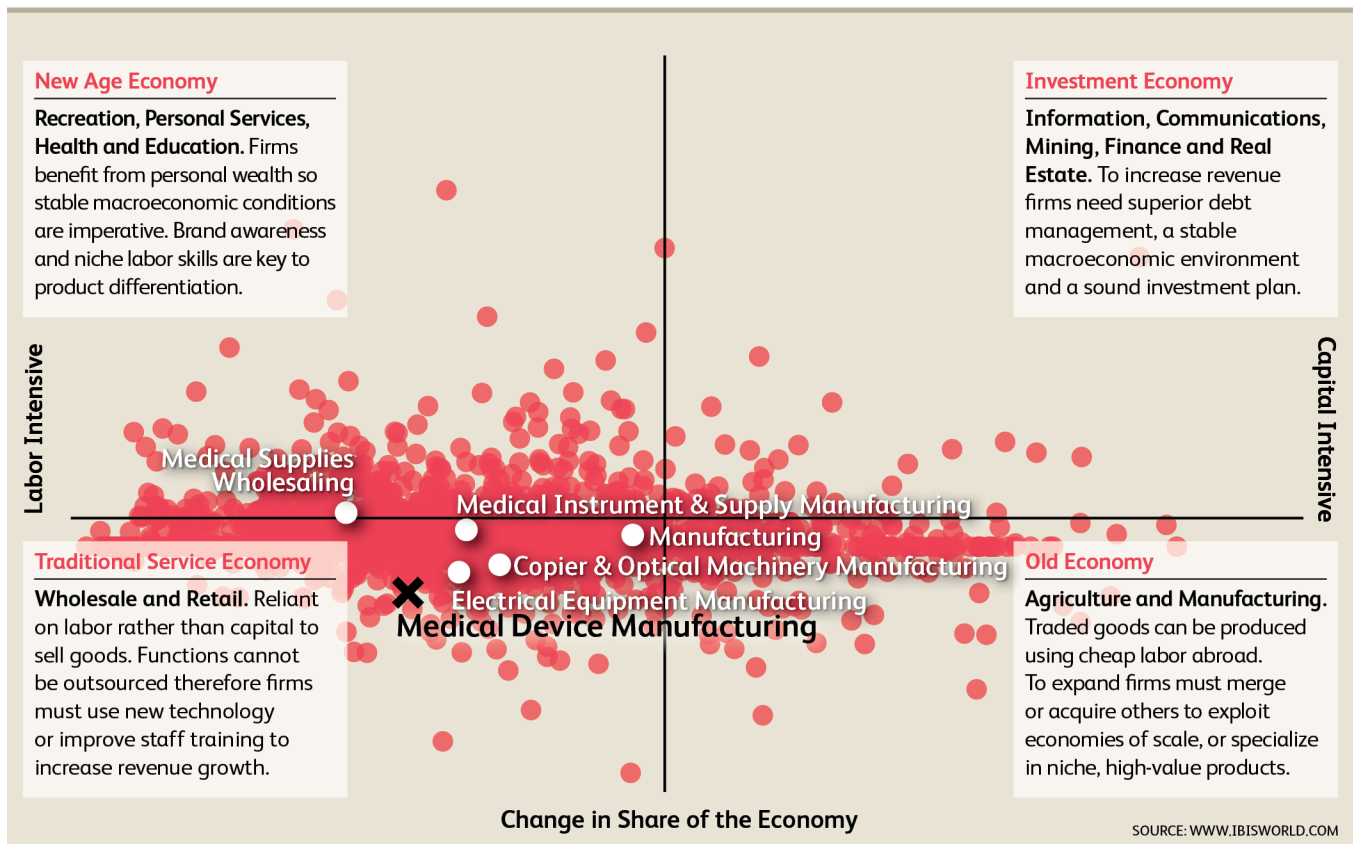 New Age Economy
Recreation, Personal Services,
Health and Education. Firms
benefit from personal wealth so
stable macroeconomic conditions
are imperative. Brand awareness
and niche labor skills are key to
product differentiation.
Investment Economy
Information, Communications,
Mining, Finance and Real
Estate. To increase revenue
firms need superior debt
management, a stable
macroeconomic environment
and a sound investment plan.
Labor Intensive
Capital Intensive
Medical Supplies
Wholesaling
Medical Instrument & Supply Manufacturing
Manufacturing
Copier & Optical Machinery Manufacturing
Electrical Equipment Manufacturing
Medical Device Manufacturing
Traditional Service Economy
Wholesale and Retail. Reliant
on labor rather than capital to
sell goods. Functions cannot
be outsourced therefore firms
must use new technology
or improve staff training to
increase revenue growth.
Old Economy
Agriculture and Manufacturing.
Traded goods can be produced
using cheap labor abroad.
To expand firms must merge
or acquire others to exploit
economies of scale, or specialize
in niche, high-value products.
Change in Share of the Economy
SOURCE: WWW.IBISWORLD.COM